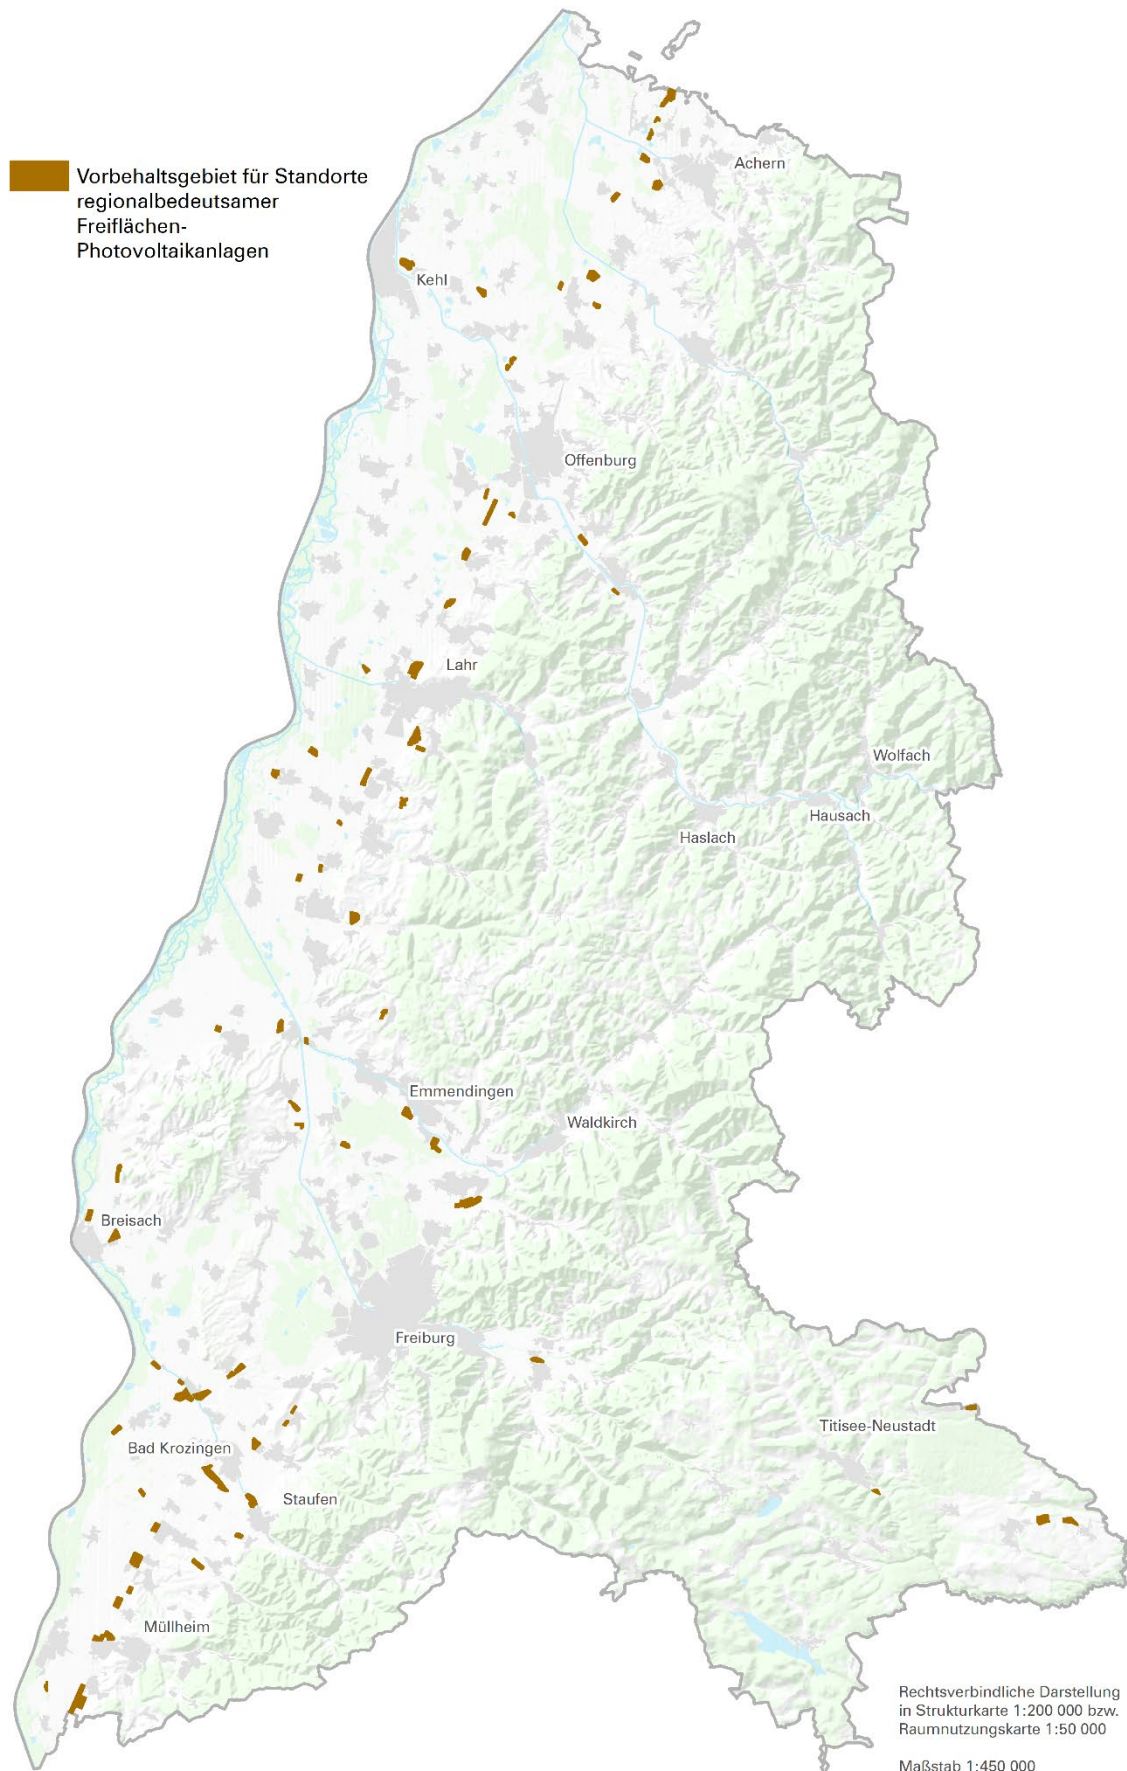 Achern
Vorbehaltsgebiet für Standorte
regionalbedeutsamer
Freiflächen-
Photovoltaikanlagen
Kehl
Offenburg
Lahr
Wolfach
Hausach
Haslach
Emmendingen
Waldkirch
Breisach
Freiburg
Titisee-Neustadt
Bad Krozingen
Staufen
Müllheim
Rechtsverbindliche Darstellung
in Strukturkarte 1:200 000 bzw.
Raumnutzungskarte 1:50 000
Maßstab 1:450 000